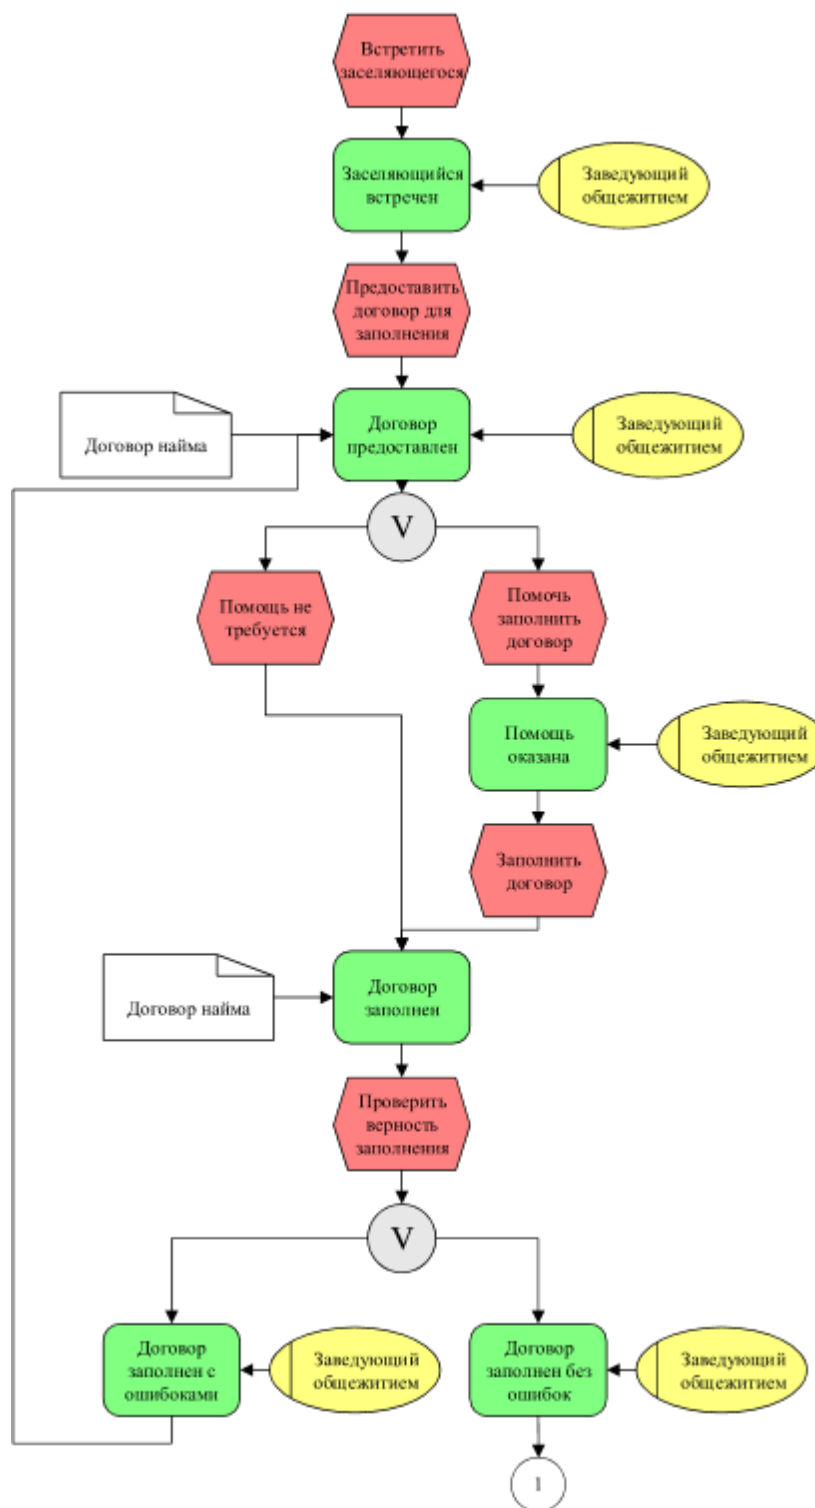 Встретить
заселяющегося
Заселяющийся
встречен
Заведующий
общежитием
Предоставить
договор для
заполнения
Договор найма
Договор
предоставлен
Заведующий
общежитием
V
Помощь не
требуется
Помочь
заполнить
договор
Помощь
оказана
Заведующий
общежитием
Заполнить
договор
Договор найма
Договор
заполнен
Проверить
верность
заполнения
V
Договор
заполнен с
ошибоками
Заведующий
общежитием
Договор
заполнен без
ошибок
Заведующий
общежитием
1